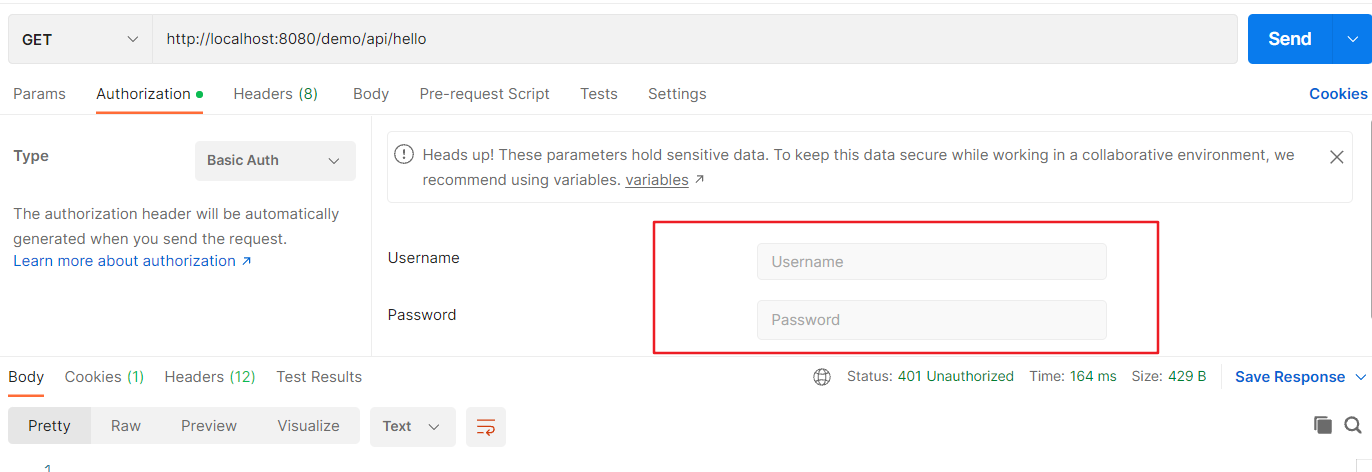 GET http://localhost:8080/demo/api/hello Send
Params Authorization Headers (8) Body Pre-request Script Tests Settings Cookies
Type Basic Auth
The authorization header will be automatically
generated when you send the request.
Learn more about authorization ↗
Heads up! These parameters hold sensitive data. To keep this data secure while working in a collaborative environment, we
recommend using variables. variables ↗
Username Username
Password Password
Body Cookies (1) Headers (12) Test Results Status: 401 Unauthorized Time: 164 ms Size: 429 B Save Response
Pretty Raw Preview Visualize Text
1